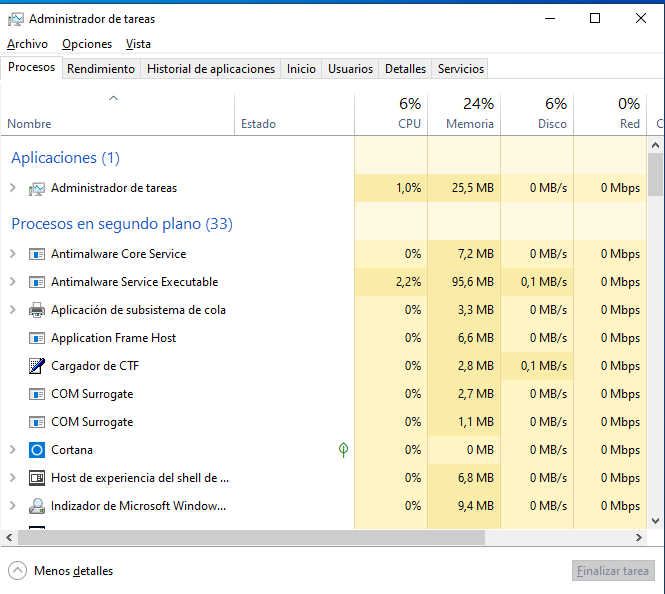 Administrador de tareas
Archivo Opciones Vista
Procesos Rendimiento Historial de aplicaciones Inicio Usuarios Detalles Servicios
6% 24% 6% 0%
Nombre Estado CPU Memoria Disco Red C
Aplicaciones (1)
Administrador de tareas 1,0% 25,5 MB 0 MB/s 0 Mbps
Procesos en segundo plano (33)
Antimalware Core Service 0% 7,2 MB 0 MB/s 0 Mbps
Antimalware Service Executable 2,2% 95,6 MB 0,1 MB/s 0 Mbps
Aplicación de subsistema de cola 0% 3,3 MB 0 MB/s 0 Mbps
Application Frame Host 0% 6,6 MB 0 MB/s 0 Mbps
Cargador de CTF 0% 2,8 MB 0,1 MB/s 0 Mbps
COM Surrogate 0% 2,7 MB 0 MB/s 0 Mbps
COM Surrogate 0% 1,1 MB 0 MB/s 0 Mbps
Cortana 0% 0 MB 0 MB/s 0 Mbps
Host de experiencia del shell de ... 0% 6,8 MB 0 MB/s 0 Mbps
Indizador de Microsoft Window... 0% 9,4 MB 0 MB/s 0 Mbps
Menos detalles Finalizar tarea